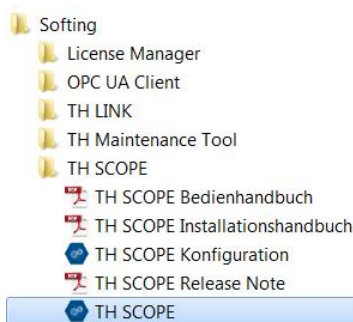 Softing
License Manager
OPC UA Client
TH LINK
TH Maintenance Tool
TH SCOPE
TH SCOPE Bedienhandbuch
TH SCOPE Installationshandbuch
TH SCOPE Konfiguration
TH SCOPE Release Note
TH SCOPE